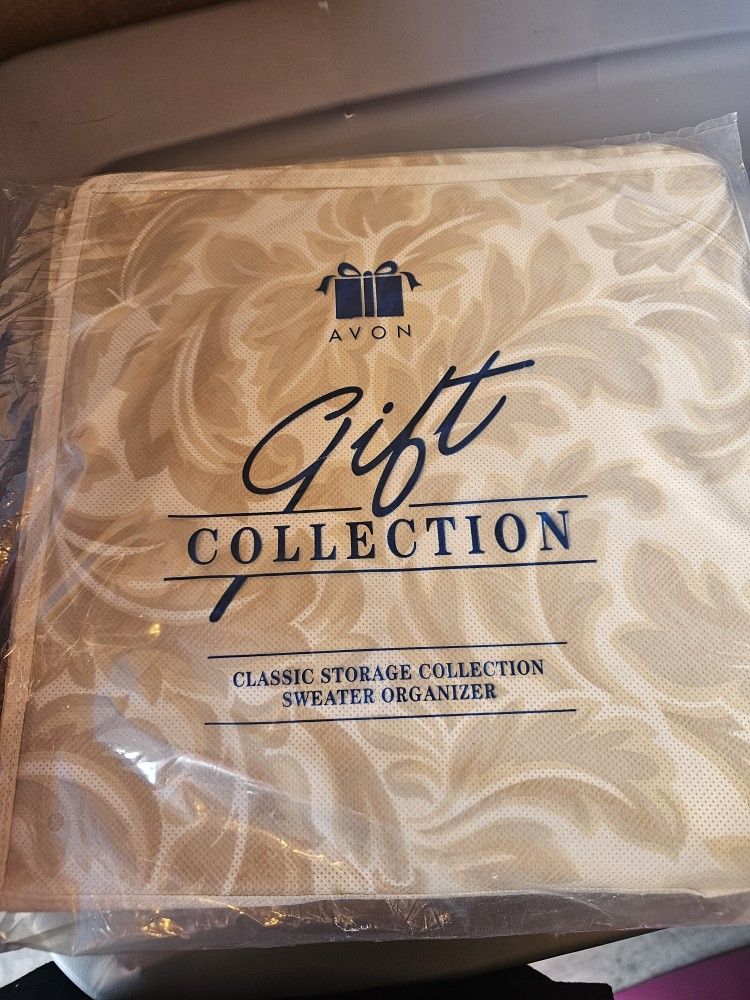 AVON
Gift
COLLECTION
CLASSIC STORAGE COLLECTION
SWEATER ORGANIZER